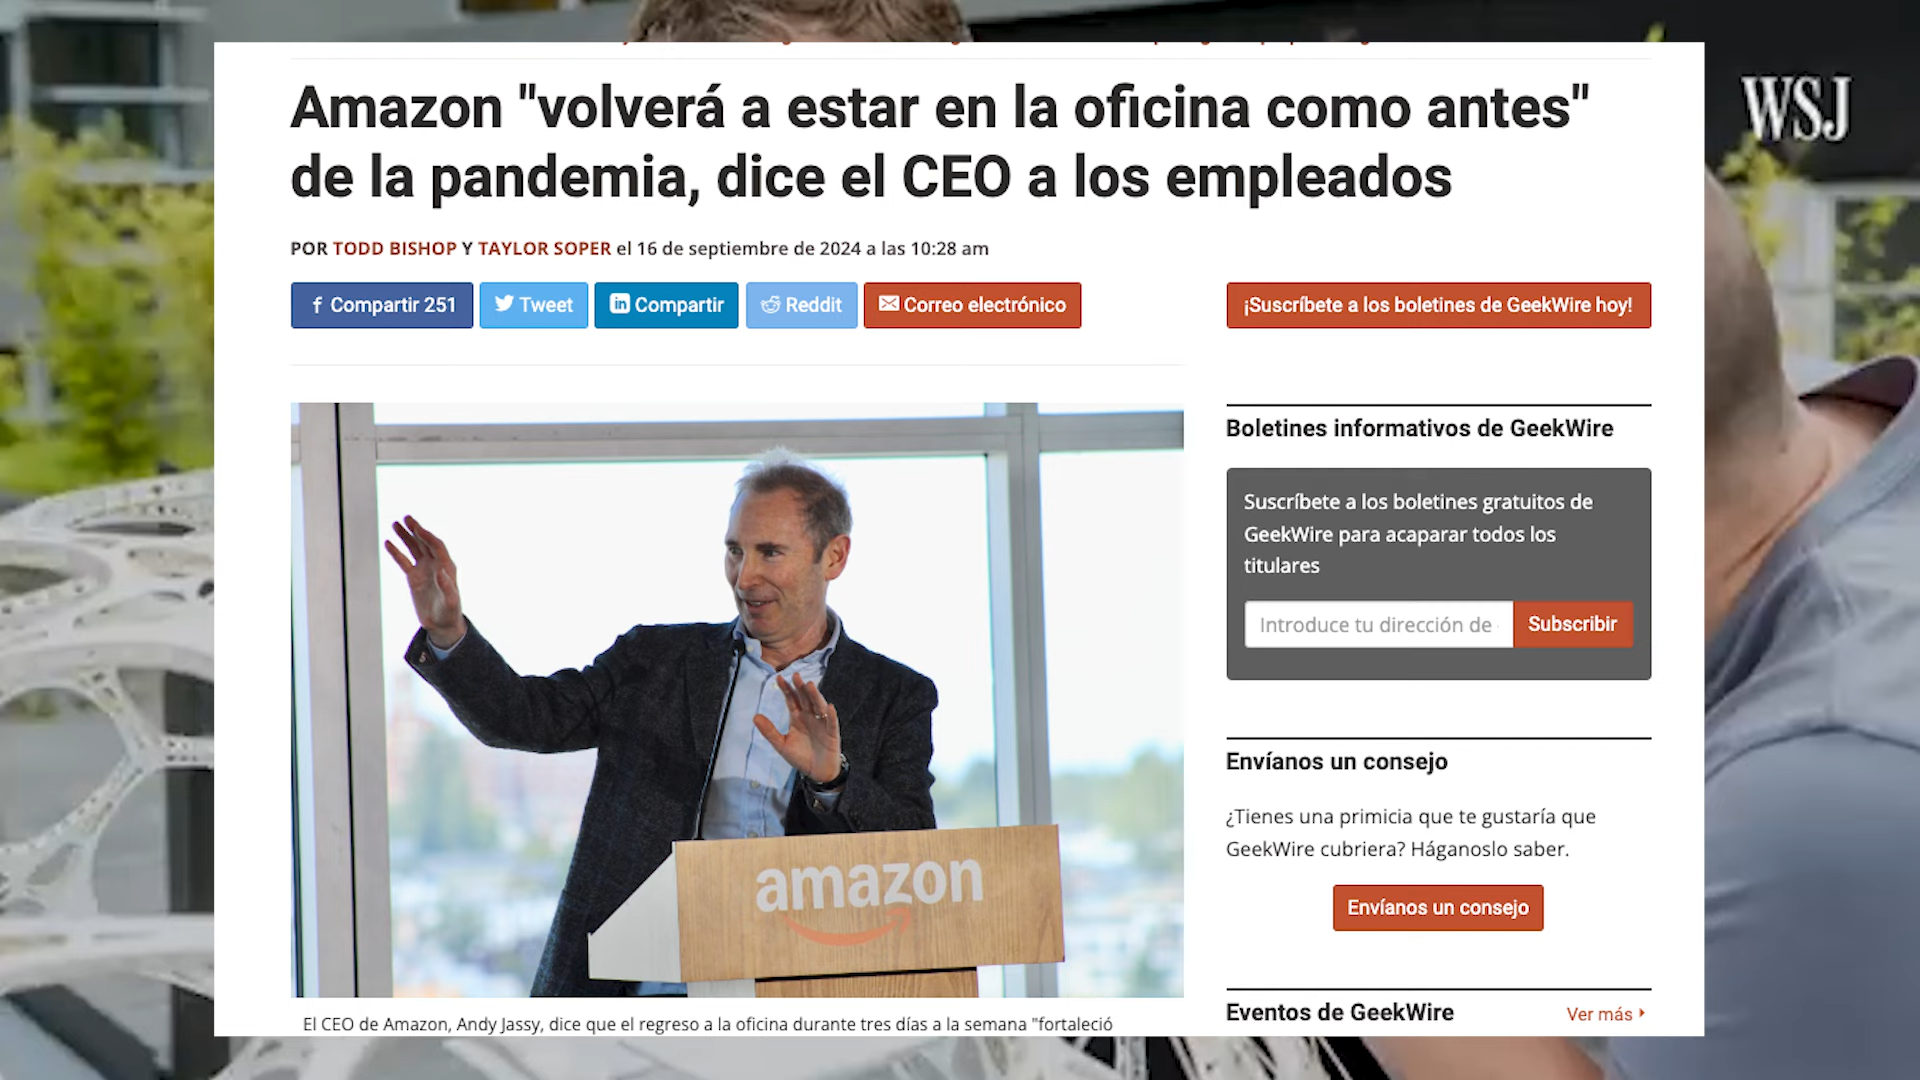 Amazon "volverá a estar en la oficina como antes"
de la pandemia, dice el CEO a los empleados
WSJ
POR TODD BISHOP Y TAYLOR SOPER el 16 de septiembre de 2024 a las 10:28 am
Compartir 251
Tweet
Compartir
Reddit
Correo electrónico
¡Suscríbete a los boletines de GeekWire hoy!
Boletines informativos de GeekWire
Suscríbete a los boletines gratuitos de
GeekWire para acaparar todos los
titulares
Introduce tu dirección de
Subscribir
Envíanos un consejo
¿Tienes una primicia que te gustaría que
GeekWire cubriera? Háganoslo saber.
Envíanos un consejo
amazon
Eventos de GeekWire
Ver más
El CEO de Amazon, Andy Jassy, dice que el regreso a la oficina durante tres días a la semana "fortaleció